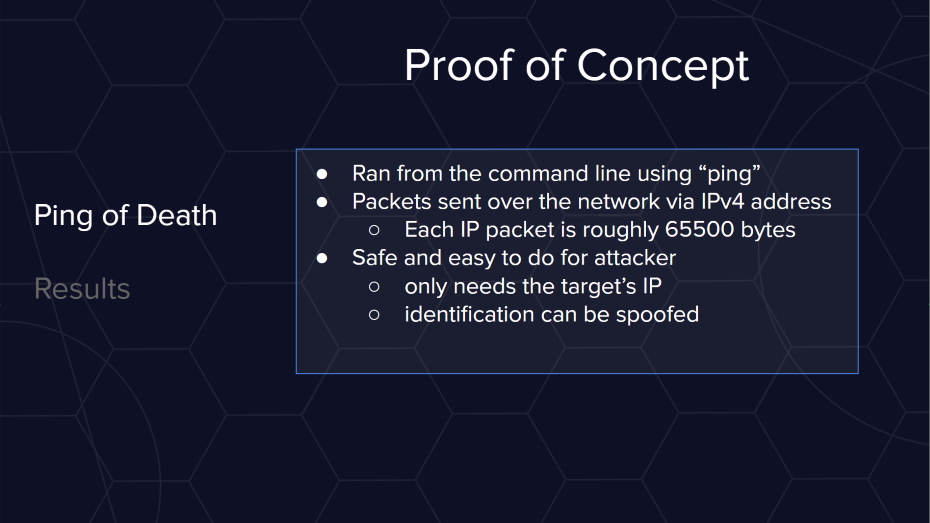 Proof of Concept
Ping of Death
Results
● Ran from the command line using “ping”
● Packets sent over the network via IPv4 address
○ Each IP packet is roughly 65500 bytes
● Safe and easy to do for attacker
○ only needs the target’s IP
○ identification can be spoofed